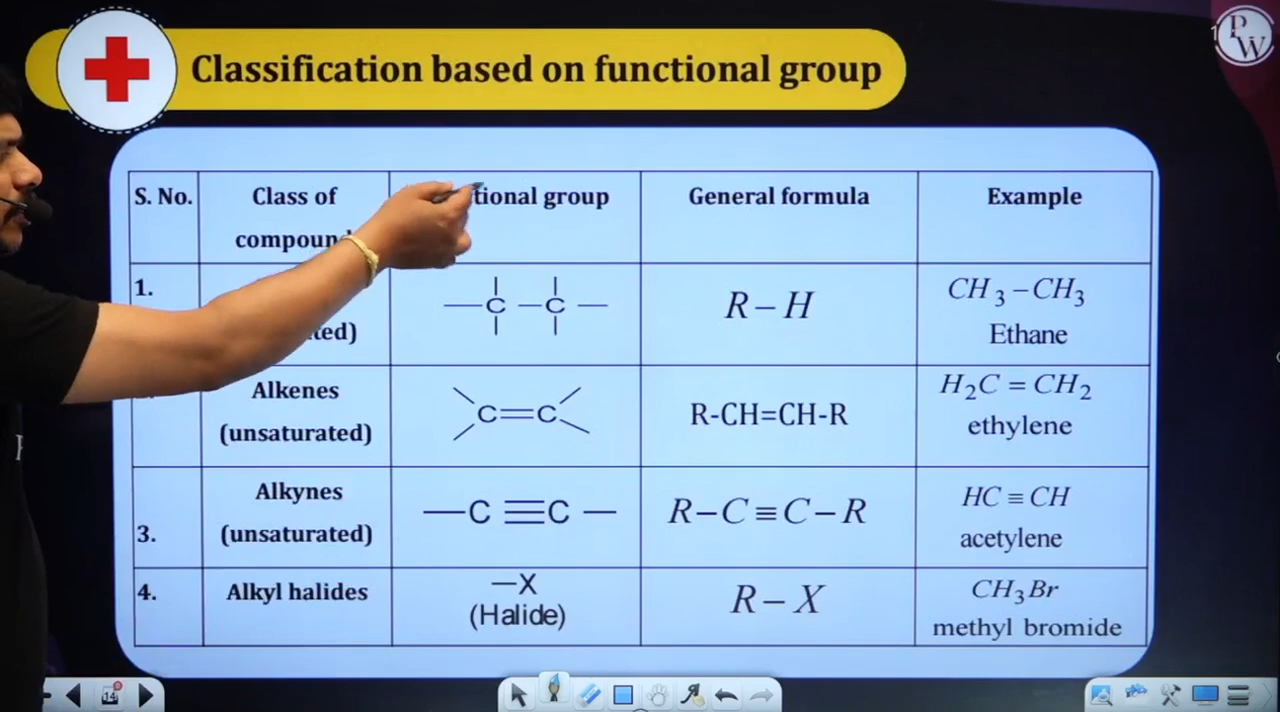 Classification based on functional group
PW
S. No.
Class of
tional group
General formula
Example
compoun
1.
—C—C—
R–H
CH3–CH3
ted)
Ethane
Alkenes
(unsaturated)
C=C
R-CH=CH-R
H2C = CH2
ethylene
3.
Alkynes
(unsaturated)
—C≡C—
R–C≡C–R
HC≡CH
acetylene
4.
Alkyl halides
—X
(Halide)
R–X
CH3Br
methyl bromide
14